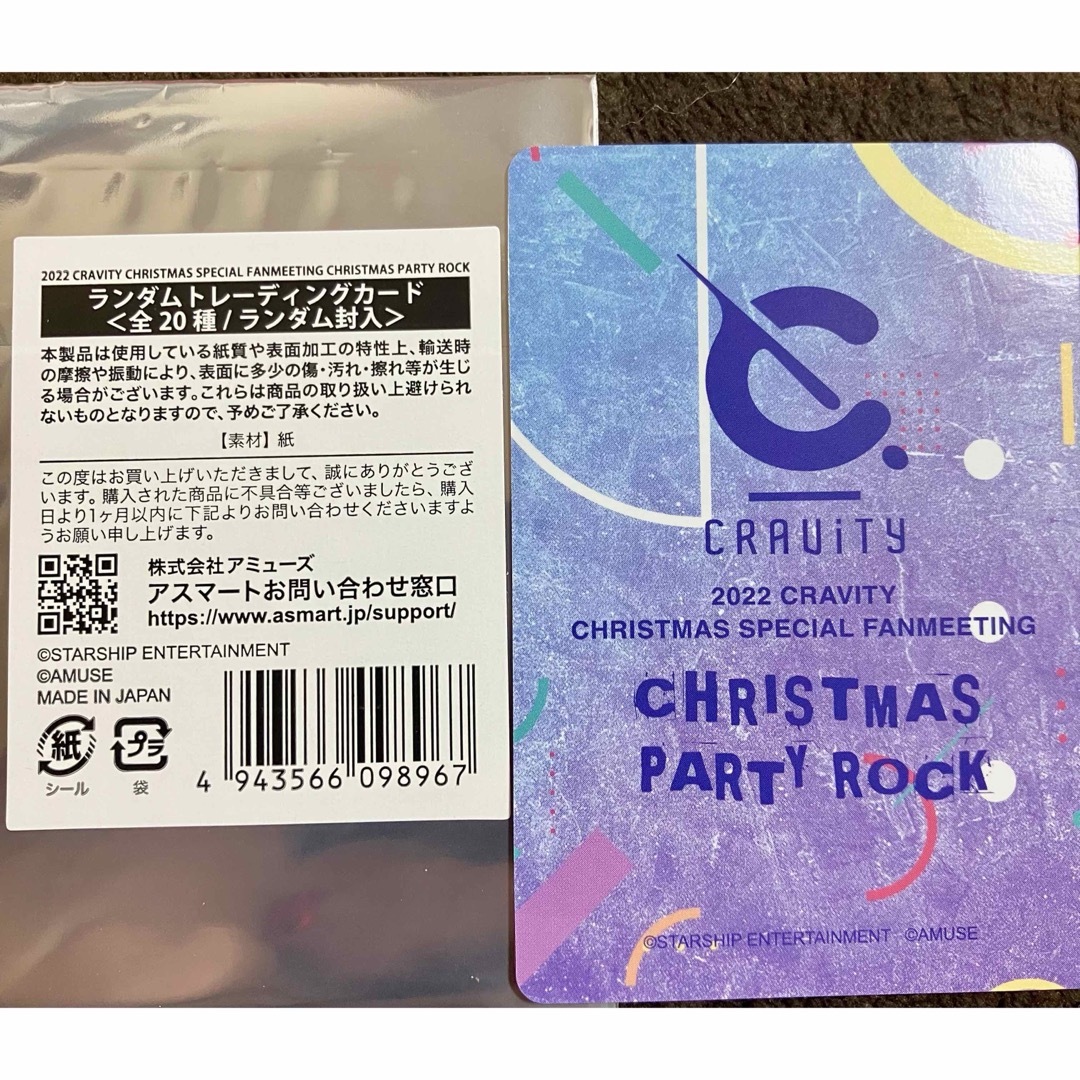 2022 CRAVITY CHRISTMAS SPECIAL FANMEETING CHRISTMAS PARTY ROCK
ランダムトレーディングカード
＜全20種/ランダム封入＞
本製品は使用している紙質や表面加工の特性上、輸送時
の摩擦や振動により、表面に多少の傷・汚れ・擦れ等が生じ
る場合がございます。これらは商品の取り扱い上避けられ
ないものとなりますので、予めご了承ください。
【素材】紙
この度はお買い上げいただきまして、誠にありがとうござ
います。購入された商品に不具合等ございましたら、購入
日より1ヶ月以内に下記よりお問い合わせくださいますよ
うお願い申し上げます。
株式会社アミューズ
アスマートお問い合わせ窓口
https://www.asmart.jp/support/
©STARSHIP ENTERTAINMENT
©AMUSE
MADE IN JAPAN
紙
シール
プラ
袋
4 943566 098967
C
CRAViTY
2022 CRAVITY
CHRISTMAS SPECIAL FANMEETING
CHRISTMAS
PARTY ROCK
©STARSHIP ENTERTAINMENT ©AMUSE